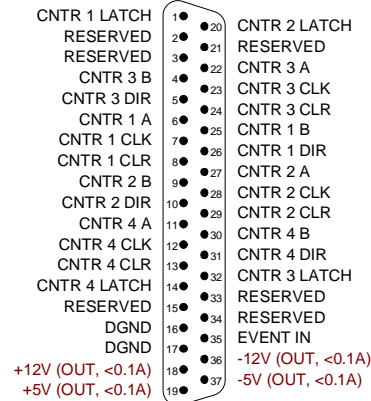 CNTR 1 LATCH 1
RESERVED 2
RESERVED 3
CNTR 3 B 4
CNTR 3 DIR 5
CNTR 1 A 6
CNTR 1 CLK 7
CNTR 1 CLR 8
CNTR 2 B 9
CNTR 2 DIR 10
CNTR 4 A 11
CNTR 4 CLK 12
CNTR 4 CLR 13
CNTR 4 LATCH 14
RESERVED 15
DGND 16
DGND 17
+12V (OUT, <0.1A) 18
+5V (OUT, <0.1A) 19
20 CNTR 2 LATCH
21 RESERVED
22 CNTR 3 A
23 CNTR 3 CLK
24 CNTR 3 CLR
25 CNTR 1 B
26 CNTR 1 DIR
27 CNTR 2 A
28 CNTR 2 CLK
29 CNTR 2 CLR
30 CNTR 4 B
31 CNTR 4 DIR
32 CNTR 3 LATCH
33 RESERVED
34 RESERVED
35 EVENT IN
36 -12V (OUT, <0.1A)
37 -5V (OUT, <0.1A)